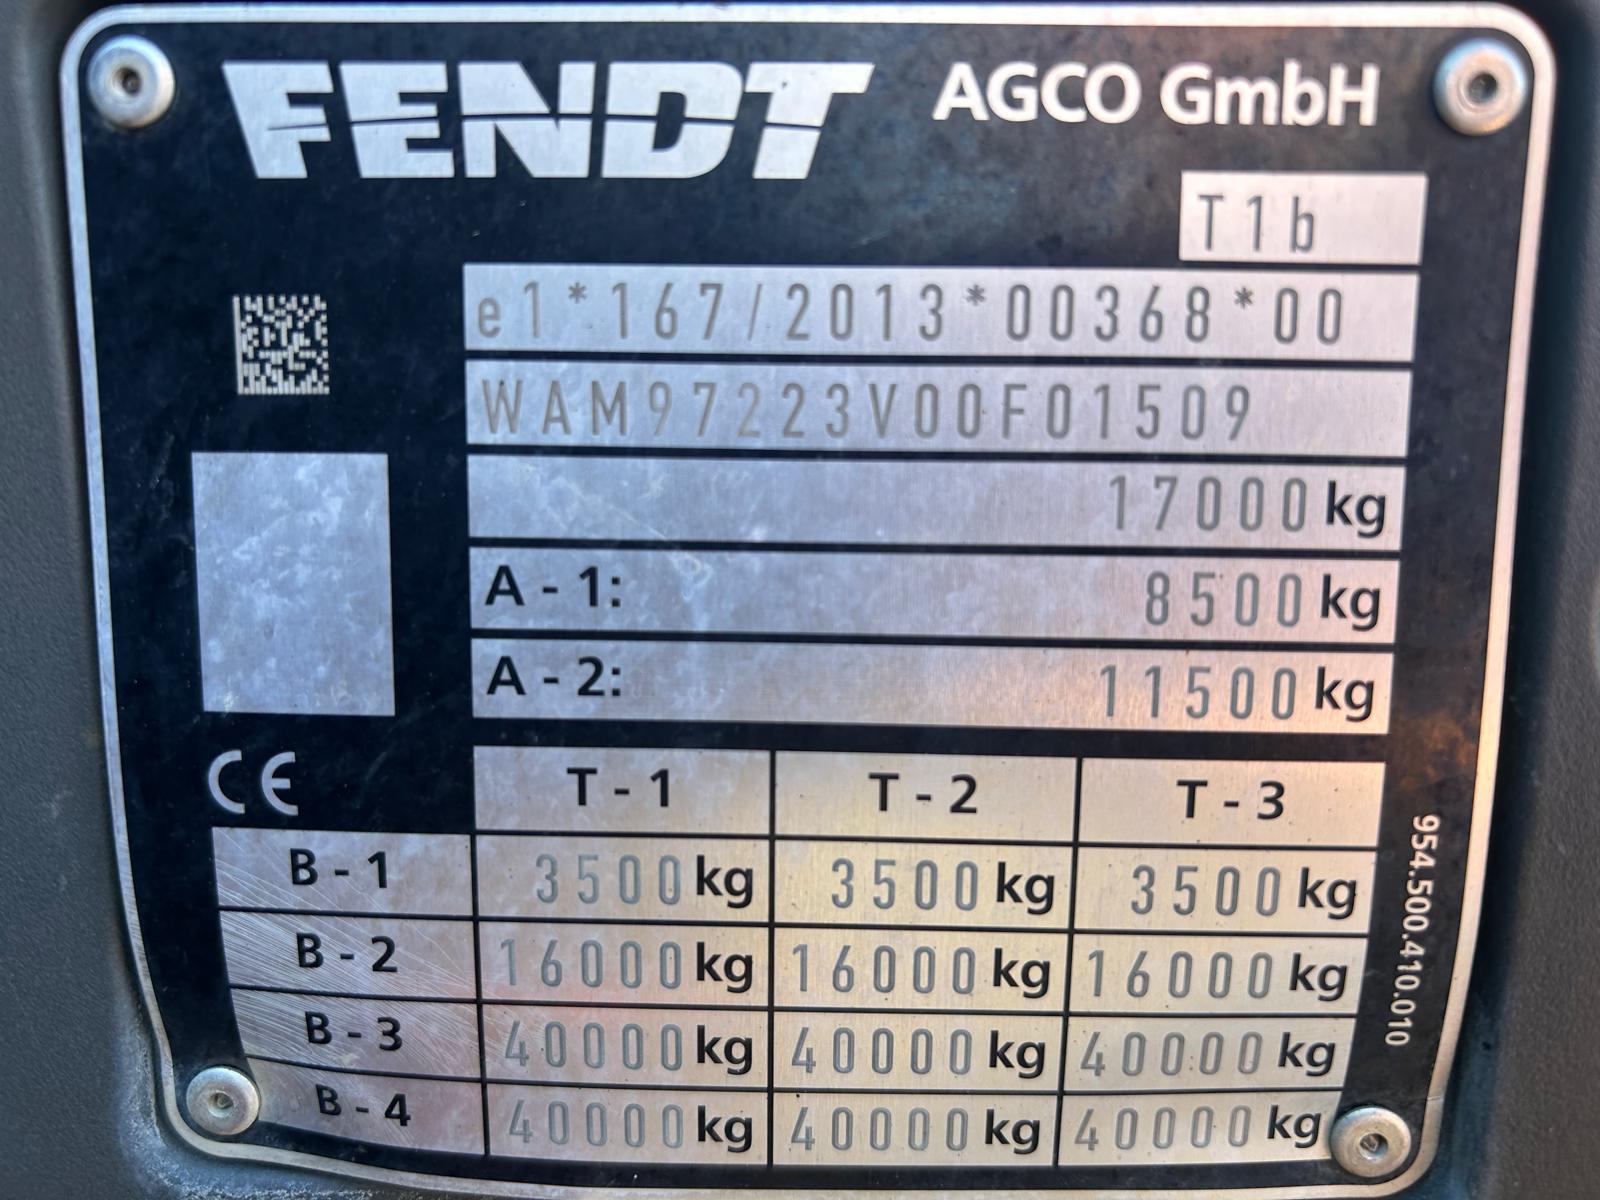 FENDT AGCO GmbH
T1b
e1*167/2013*00368*00
WAM97223V00F01509
17000 kg
A - 1: 8500 kg
A - 2: 11500 kg
CE T - 1 T - 2 T - 3
B - 1 3500 kg 3500 kg 3500 kg
B - 2 16000 kg 16000 kg 16000 kg
B - 3 40000 kg 40000 kg 40000 kg
B - 4 40000 kg 40000 kg 40000 kg
954.500.410.010